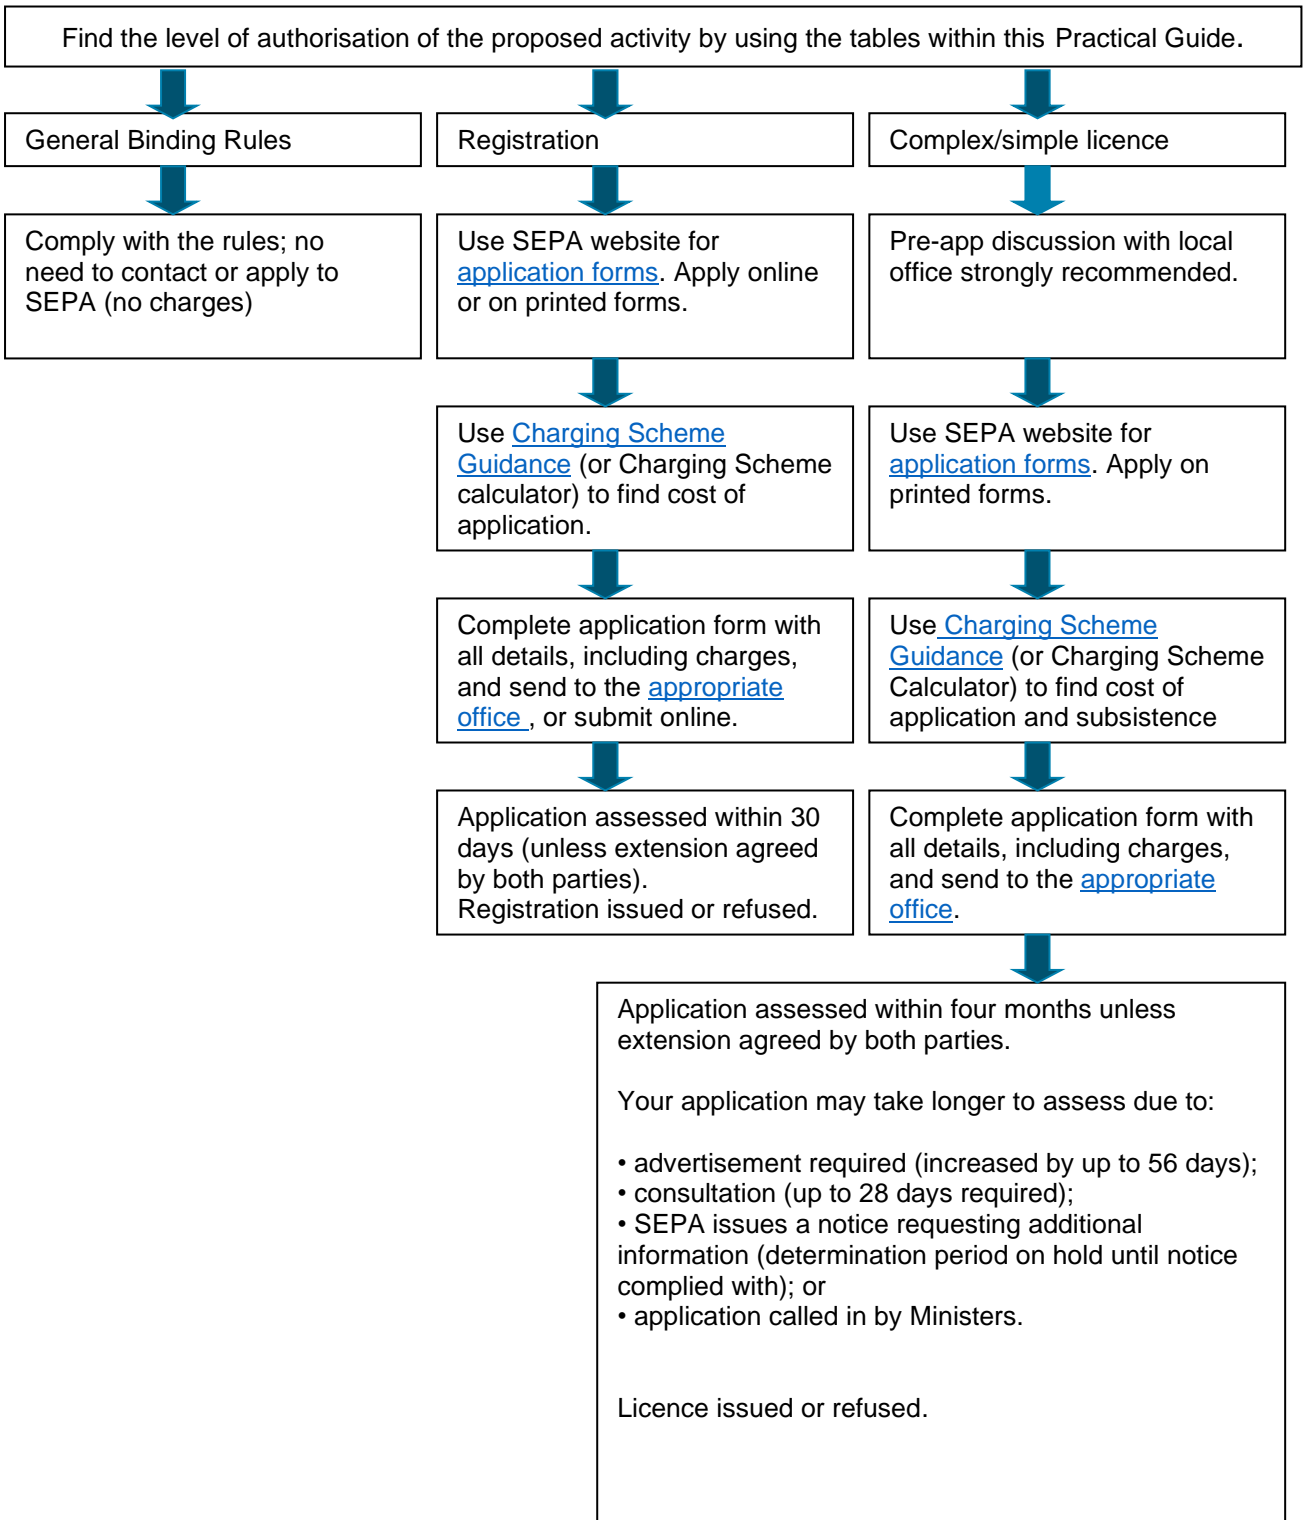 Find the level of authorisation of the proposed activity by using the tables within this Practical Guide.
General Binding Rules
Registration
Complex/simple licence
Comply with the rules; no
need to contact or apply to
SEPA (no charges)
Use SEPA website for
application forms. Apply online
or on printed forms.
Pre-app discussion with local
office strongly recommended.
Use Charging Scheme
Guidance (or Charging Scheme
calculator) to find cost of
application.
Use SEPA website for
application forms. Apply on
printed forms.
Complete application form with
all details, including charges,
and send to the appropriate
office , or submit online.
Use Charging Scheme
Guidance (or Charging Scheme
Calculator) to find cost of
application and subsistence
Application assessed within 30
days (unless extension agreed
by both parties).
Registration issued or refused.
Complete application form with
all details, including charges,
and send to the appropriate
office.
Application assessed within four months unless
extension agreed by both parties.
Your application may take longer to assess due to:
• advertisement required (increased by up to 56 days);
• consultation (up to 28 days required);
• SEPA issues a notice requesting additional
information (determination period on hold until notice
complied with); or
• application called in by Ministers.
Licence issued or refused.